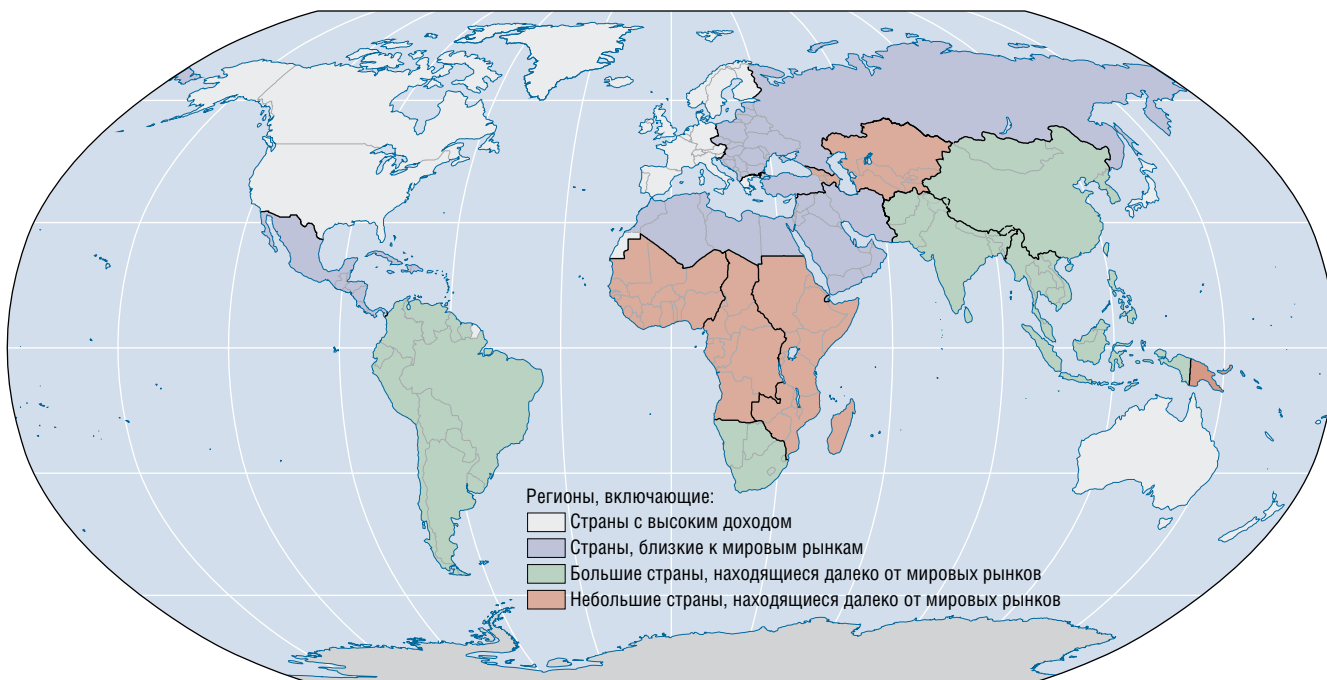 Регионы, включающие:
Страны с высоким доходом
Страны, близкие к мировым рынкам
Большие страны, находящиеся далеко от мировых рынков
Небольшие страны, находящиеся далеко от мировых рынков